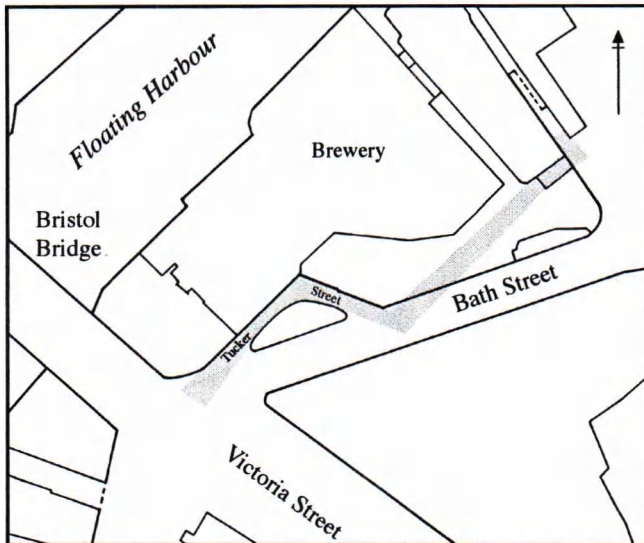 Floating Harbour
Brewery
Bristol
Bridge
Street
Bath Street
Tucker
Victoria Street